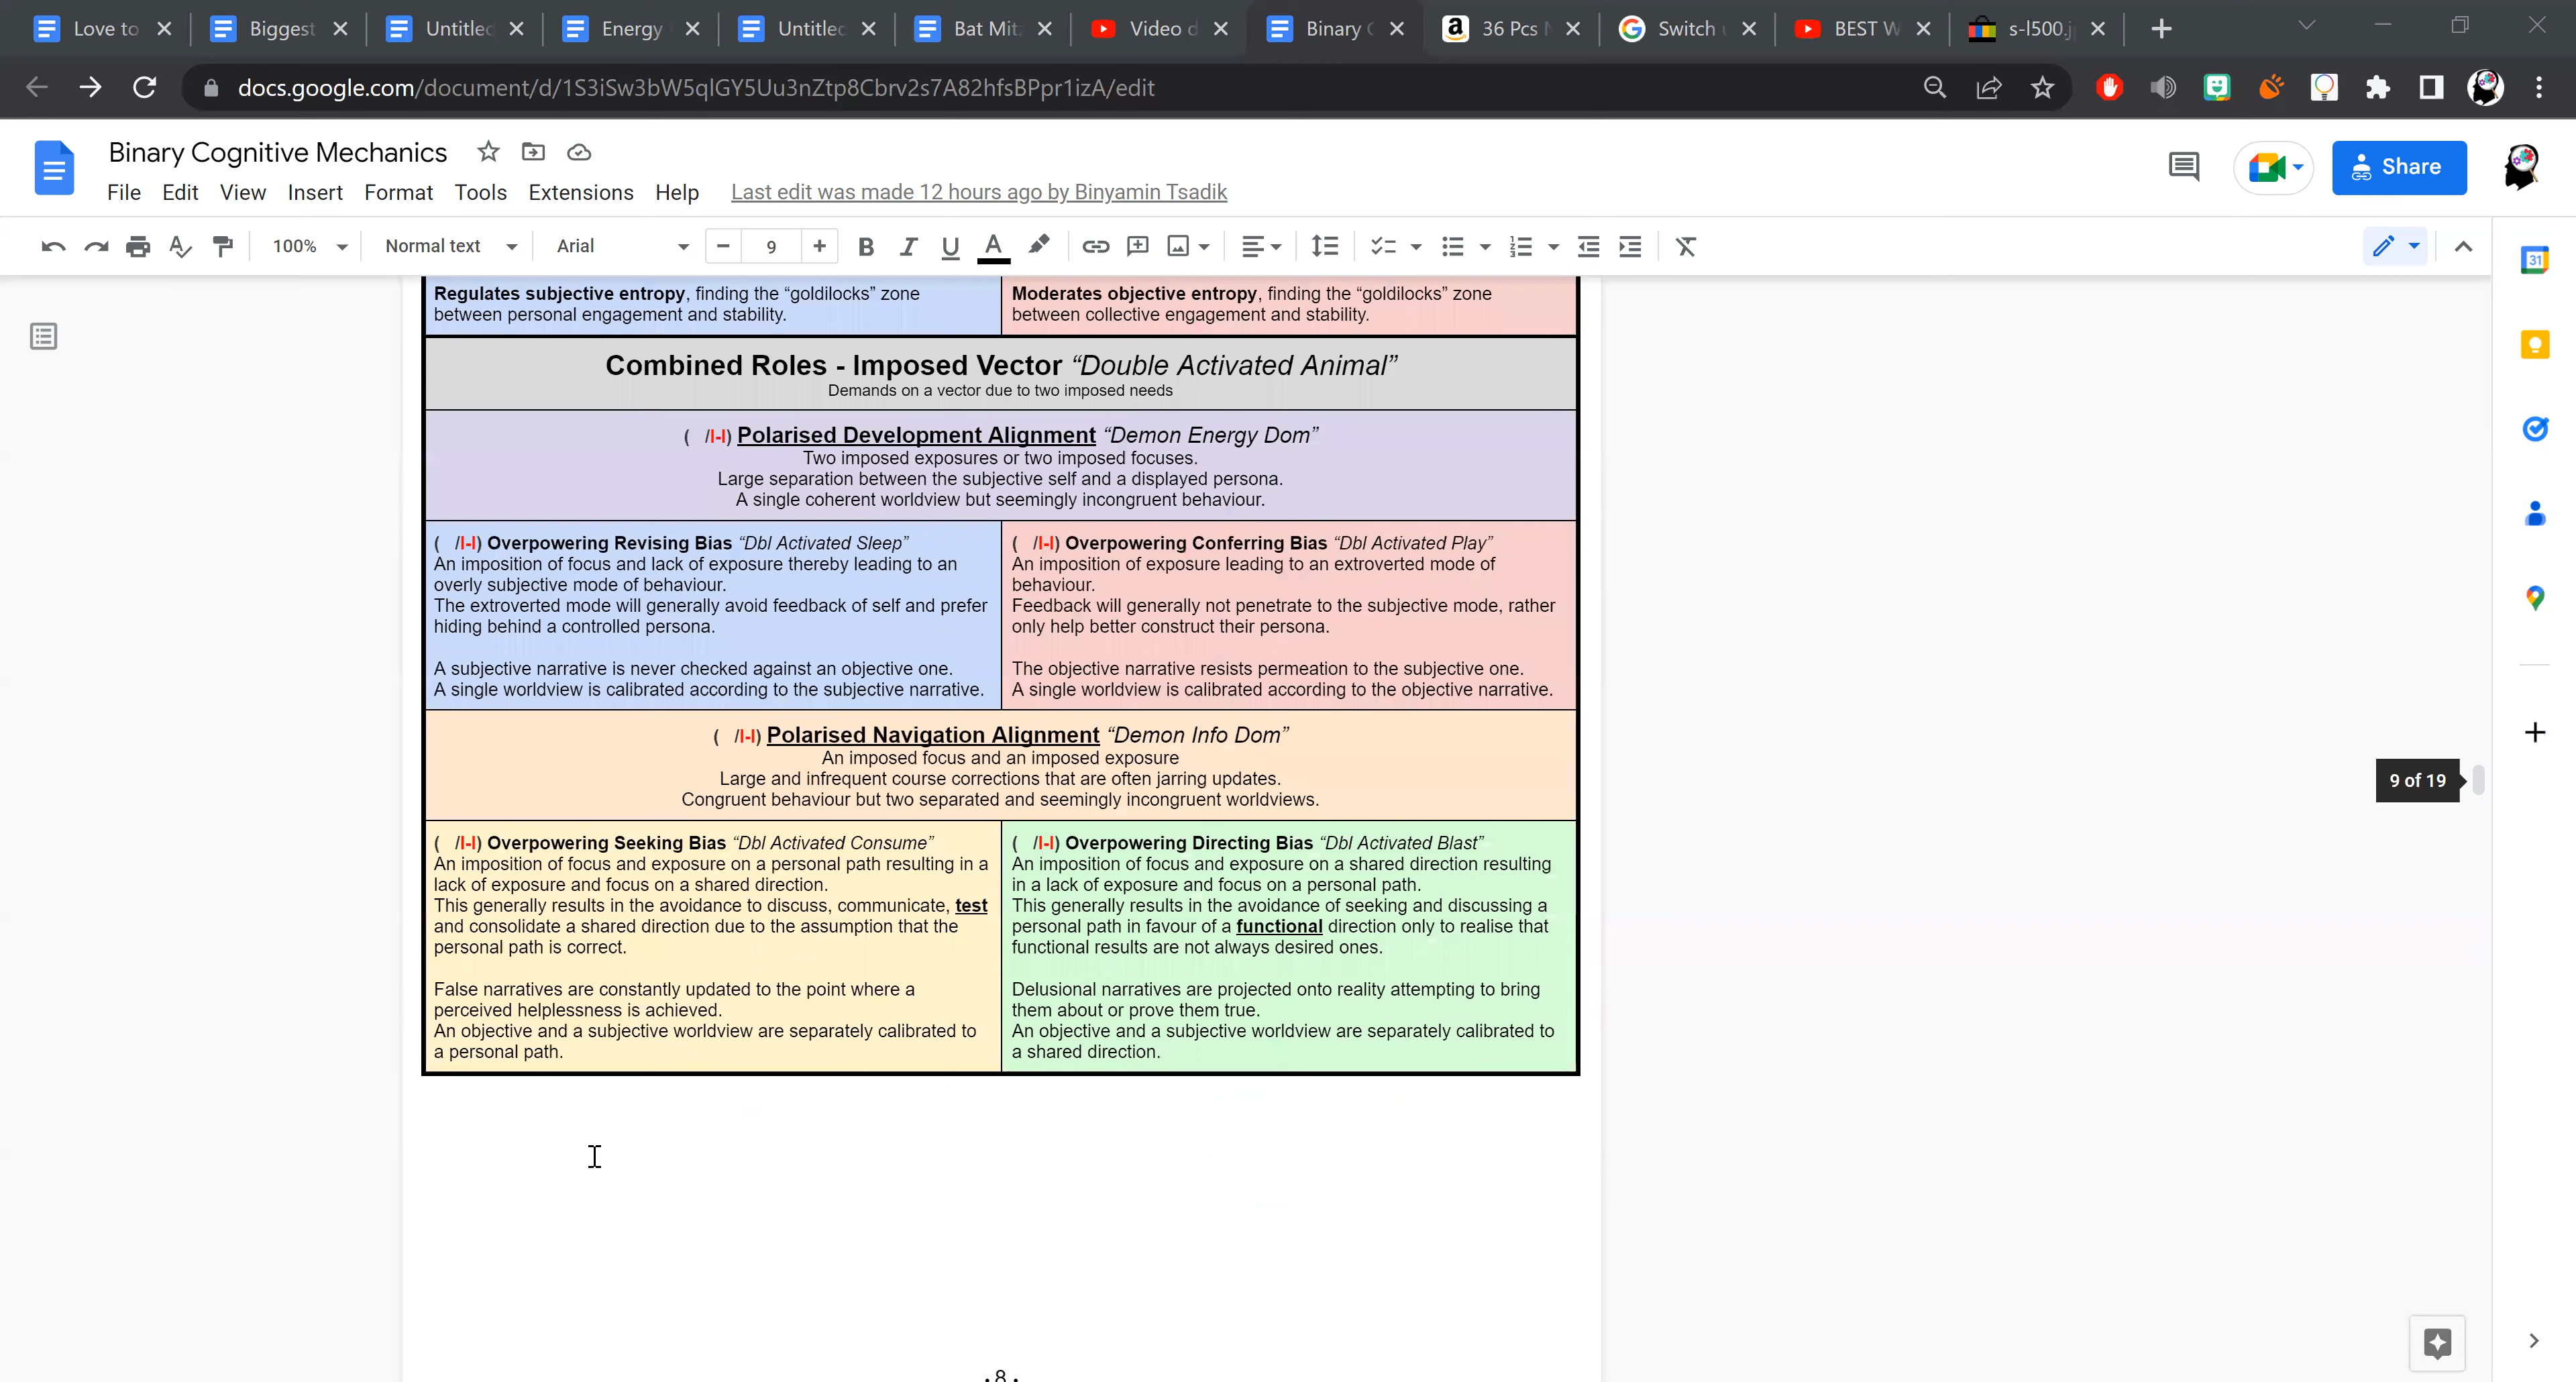 Love to
Biggest
Untitled
Energy
Untitled
Bat Mit
Video d
Binary C
36 Pcs
Switch
BEST W
s-l500.j
docs.google.com/document/d/1S3iSw3bW5qlGY5Uu3nZtp8Cbrv2s7A82hfsBPpr1izA/edit
Binary Cognitive Mechanics
Share
File Edit View Insert Format Tools Extensions Help Last edit was made 12 hours ago by Binyamin Tsadik
100% Normal text Arial 9
31
Regulates subjective entropy, finding the “goldilocks” zone
between personal engagement and stability.
Moderates objective entropy, finding the “goldilocks” zone
between collective engagement and stability.
Combined Roles - Imposed Vector “Double Activated Animal”
Demands on a vector due to two imposed needs
( /I-I) Polarised Development Alignment “Demon Energy Dom”
Two imposed exposures or two imposed focuses.
Large separation between the subjective self and a displayed persona.
A single coherent worldview but seemingly incongruent behaviour.
( /I-I) Overpowering Revising Bias “Dbl Activated Sleep”
An imposition of focus and lack of exposure thereby leading to an
overly subjective mode of behaviour.
The extroverted mode will generally avoid feedback of self and prefer
hiding behind a controlled persona.
A subjective narrative is never checked against an objective one.
A single worldview is calibrated according to the subjective narrative.
( /I-I) Overpowering Conferring Bias “Dbl Activated Play”
An imposition of exposure leading to an extroverted mode of
behaviour.
Feedback will generally not penetrate to the subjective mode, rather
only help better construct their persona.
The objective narrative resists permeation to the subjective one.
A single worldview is calibrated according to the objective narrative.
( /I-I) Polarised Navigation Alignment “Demon Info Dom”
An imposed focus and an imposed exposure
Large and infrequent course corrections that are often jarring updates.
Congruent behaviour but two separated and seemingly incongruent worldviews.
( /I-I) Overpowering Seeking Bias “Dbl Activated Consume”
An imposition of focus and exposure on a personal path resulting in a
lack of exposure and focus on a shared direction.
This generally results in the avoidance to discuss, communicate, test
and consolidate a shared direction due to the assumption that the
personal path is correct.
False narratives are constantly updated to the point where a
perceived helplessness is achieved.
An objective and a subjective worldview are separately calibrated to
a personal path.
( /I-I) Overpowering Directing Bias “Dbl Activated Blast”
An imposition of focus and exposure on a shared direction resulting
in a lack of exposure and focus on a personal path.
This generally results in the avoidance of seeking and discussing a
personal path in favour of a functional direction only to realise that
functional results are not always desired ones.
Delusional narratives are projected onto reality attempting to bring
them about or prove them true.
An objective and a subjective worldview are separately calibrated to
a shared direction.
9 of 19
• 8 •